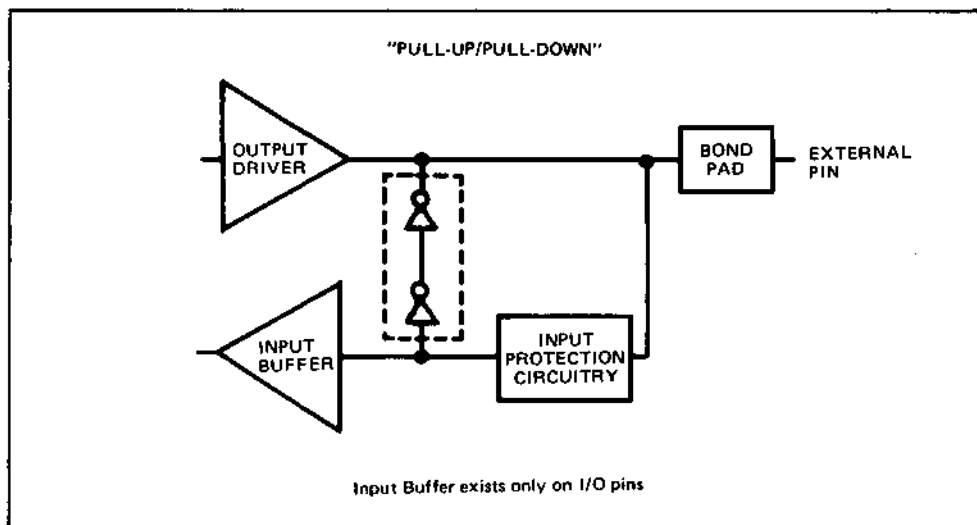 "PULL-UP/PULL-DOWN"
OUTPUT
DRIVER
BOND
PAD
EXTERNAL
PIN
INPUT
BUFFER
INPUT
PROTECTION
CIRCUITRY
Input Buffer exists only on I/O pins